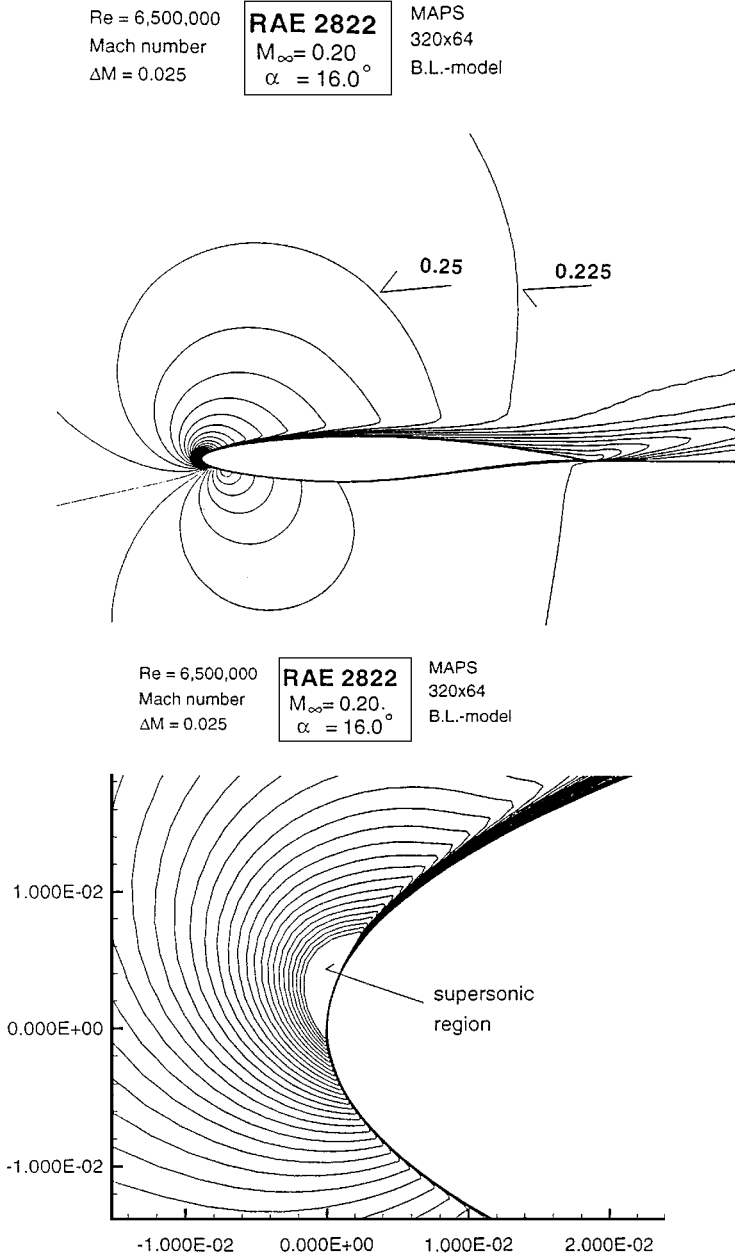 Re = 6,500,000
Mach number
ΔM = 0.025
RAE 2822
M∞= 0.20
α = 16.0°
MAPS
320x64
B.L.-model
0.25
0.225
Re = 6,500,000
Mach number
ΔM = 0.025
RAE 2822
M∞= 0.20.
α = 16.0°
MAPS
320x64
B.L.-model
1.000E-02
0.000E+00
-1.000E-02
supersonic
region
-1.000E-02 0.000E+00 1.000E-02 2.000E-02